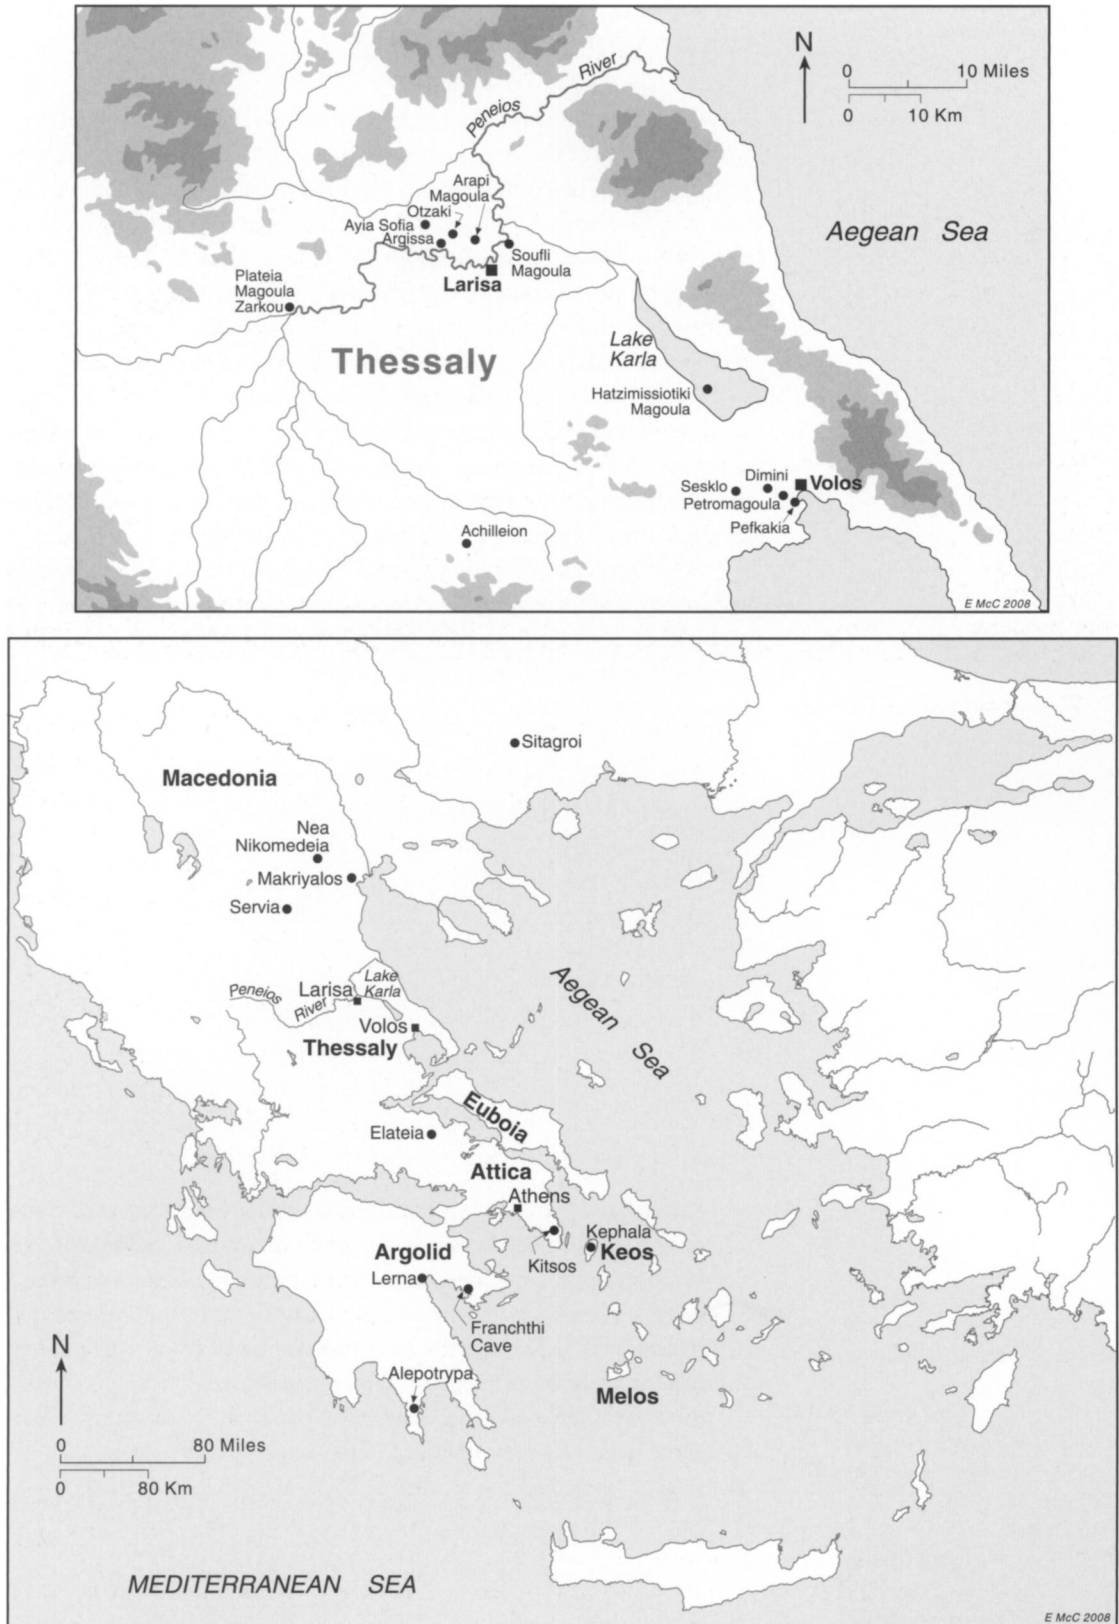 N
0 10 Miles
0 10 Km
Peneios River
Aegean Sea
Arapi
Magoula
Otzaki
Ayia Sofia
Argissa
Soufli
Magoula
Larisa
Plateia
Magoula
Zarkou
Thessaly
Lake
Karla
Hatzimissiotiki
Magoula
Dimini
Volos
Sesklo
Petromagoula
Pefkakia
Achilleion
E McC 2008
Sitagroi
Macedonia
Nea
Nikomedeia
Makriyalos
Servia
Lake
Karla
Larisa
Peneios
River
Volos
Thessaly
Aegean Sea
Euboia
Elateia
Attica
Athens
Kephala
Keos
Kitsos
Argolid
Lerna
Franchthi
Cave
N
Alepotrypa
Melos
0 80 Miles
0 80 Km
MEDITERRANEAN SEA
E McC 2008